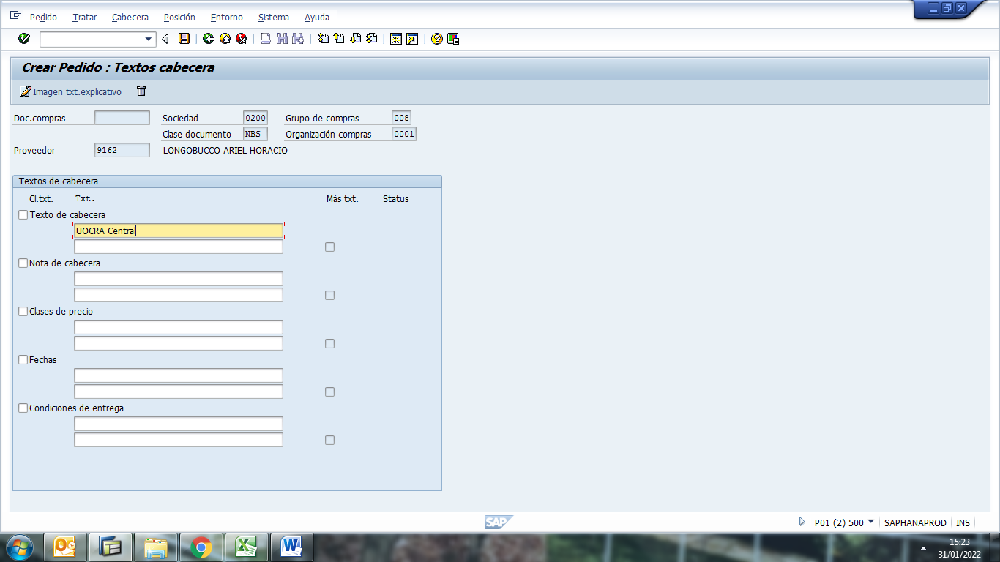 Pedido Tratar Cabecera Posición Entorno Sistema Ayuda
Crear Pedido : Textos cabecera
Imagen txt.explicativo
Doc.compras Sociedad 0200 Grupo de compras 008
Clase documento NBS Organización compras 0001
Proveedor 9162 LONGOBUCCO ARIEL HORACIO
Textos de cabecera
Cl.txt. Txt. Más txt. Status
Texto de cabecera
UOCRA Central
Nota de cabecera
Clases de precio
Fechas
Condiciones de entrega
SAP P01 (2) 500 SAPHANAPROD INS
15:23
31/01/2022